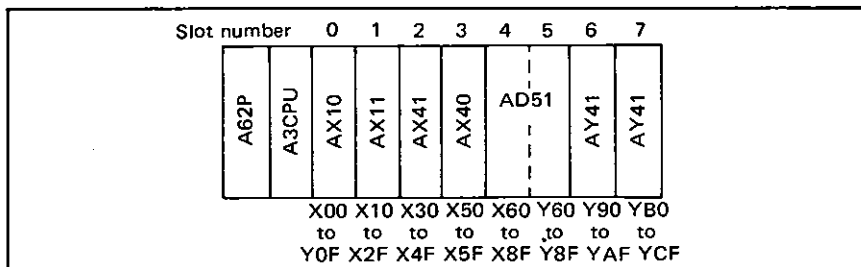 Slot number 0 1 2 3 4 5 6 7
A62P A3CPU AX10 AX11 AX41 AX40 AD51 AY41 AY41
X00 X10 X30 X50 X60 Y60 Y90 YB0
to to to to to to to to
Y0F X2F X4F X5F X8F Y8F YAF YCF